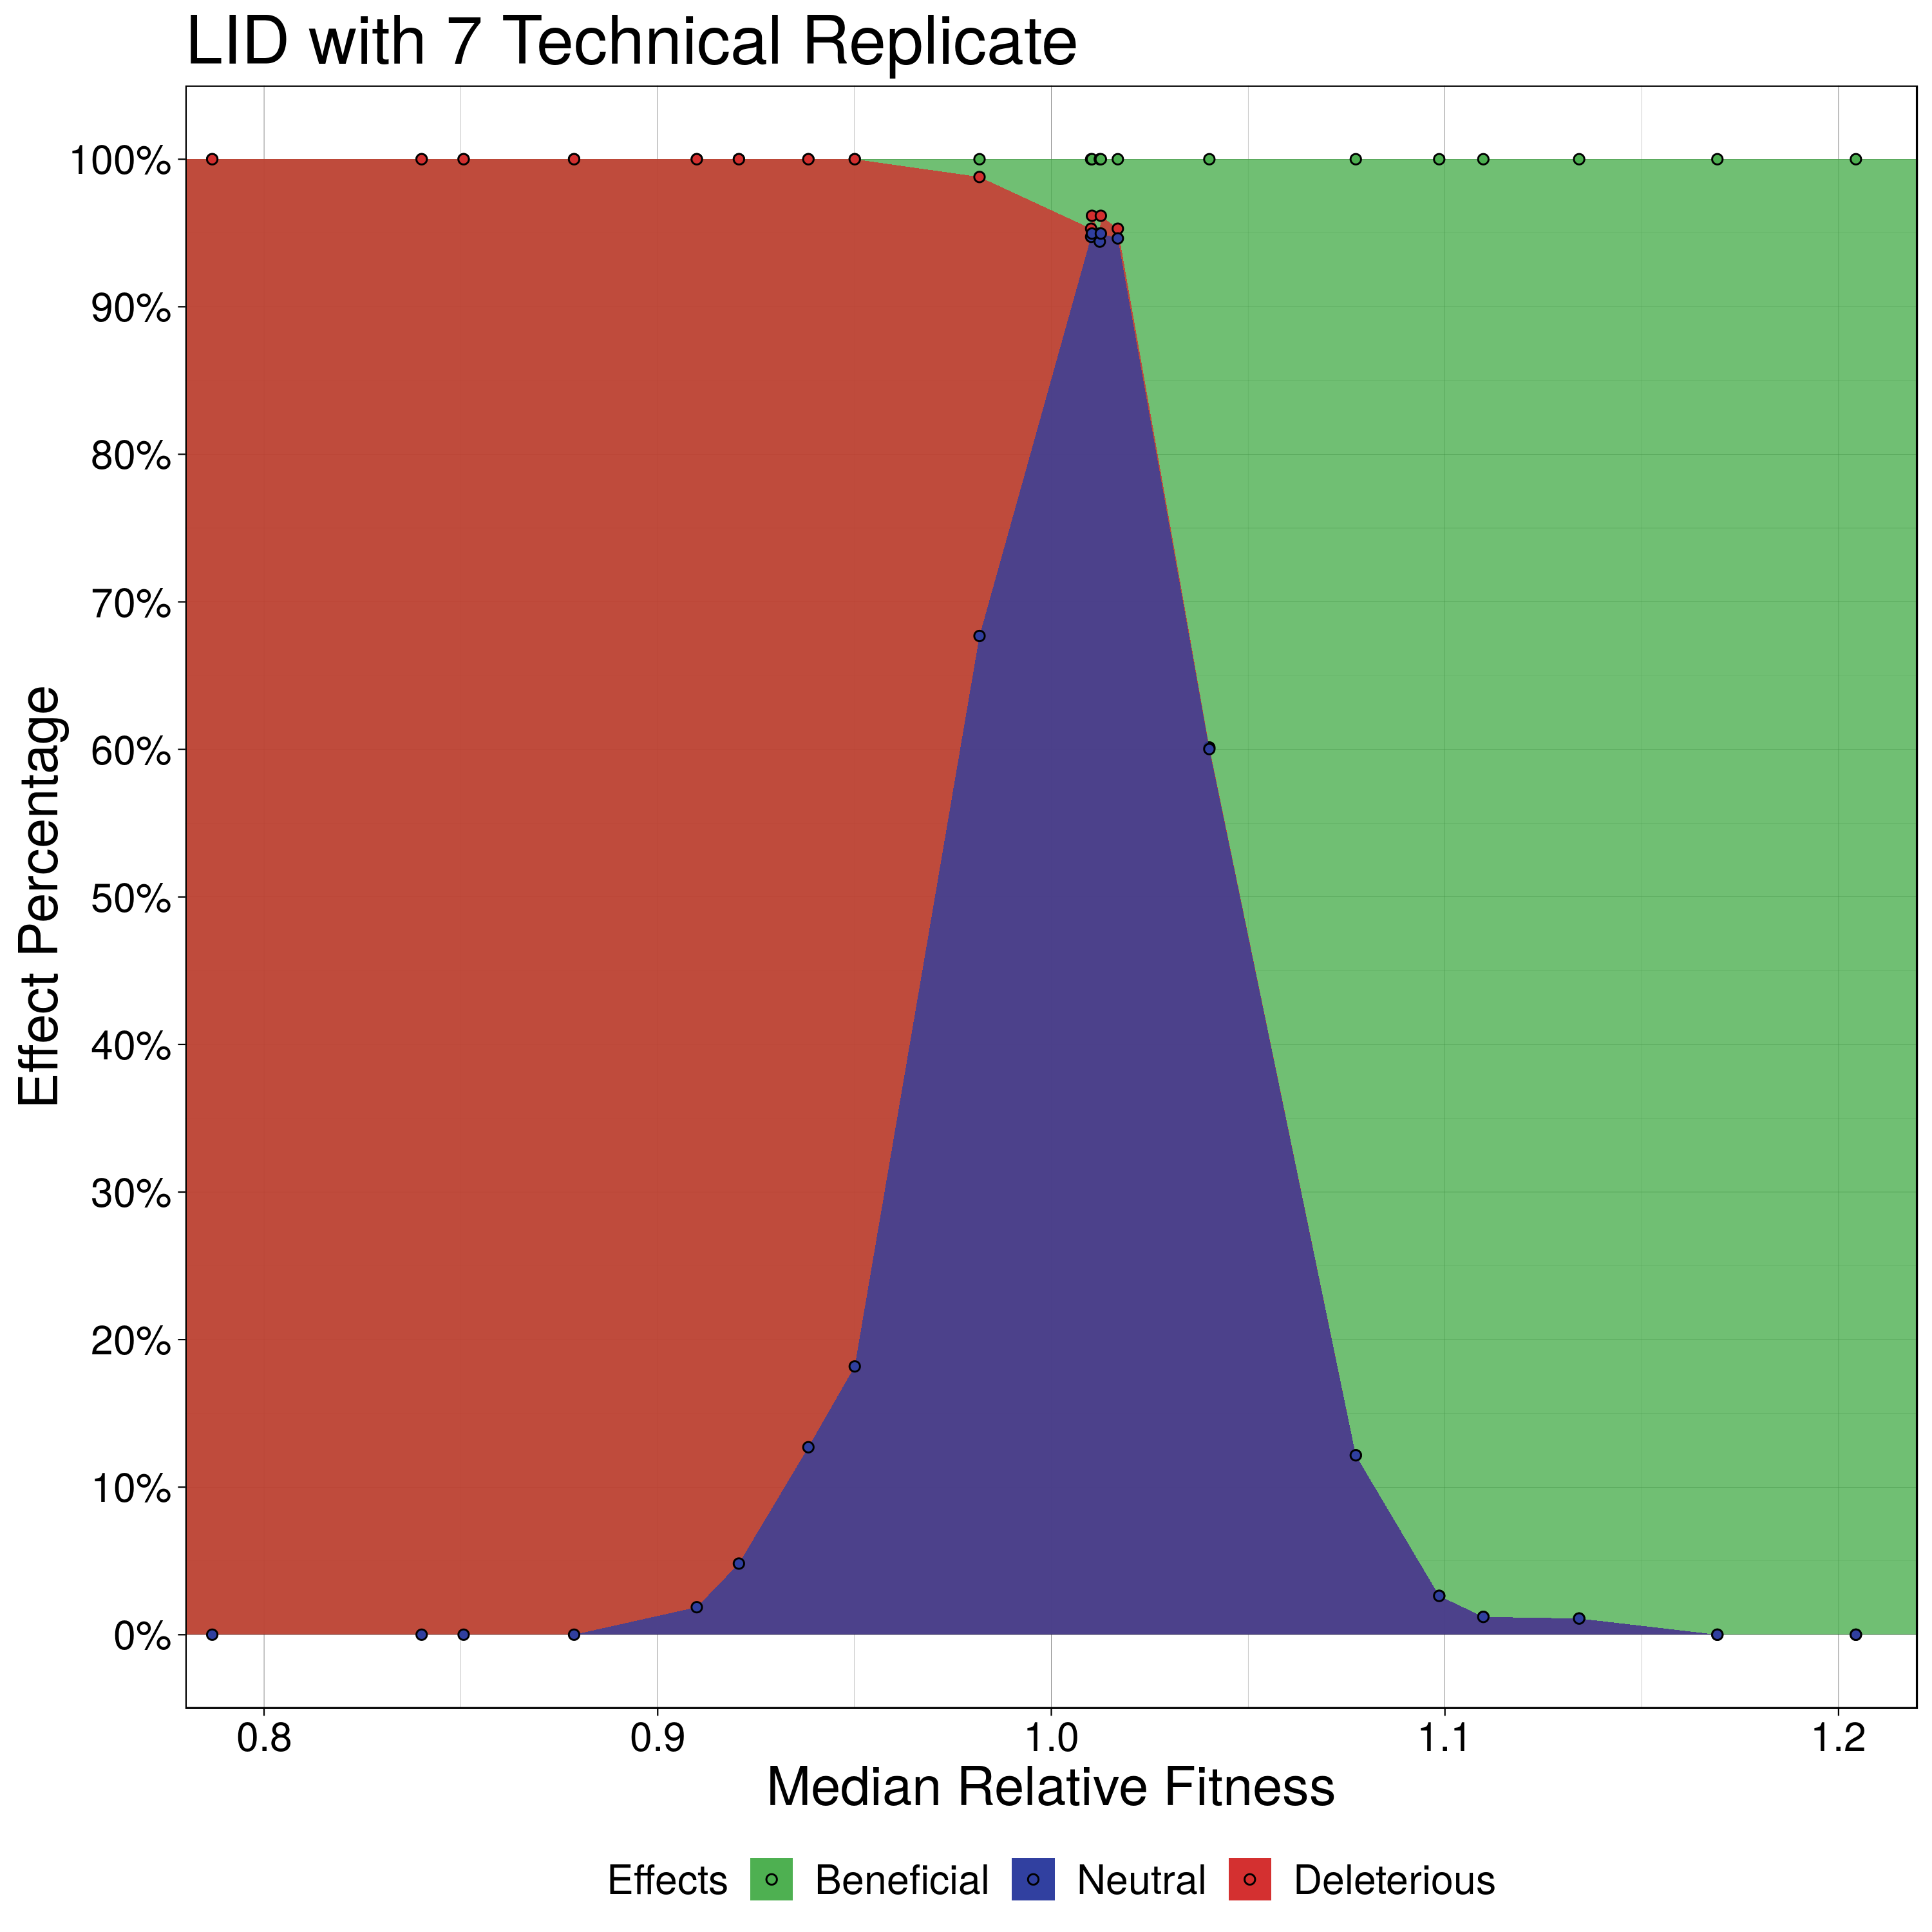 LID with 7 Technical Replicate
Effect Percentage
100%
90%
80%
70%
60%
50%
40%
30%
20%
10%
0%
0.8 0.9 1.0 1.1 1.2
Median Relative Fitness
Effects Beneficial Neutral Deleterious